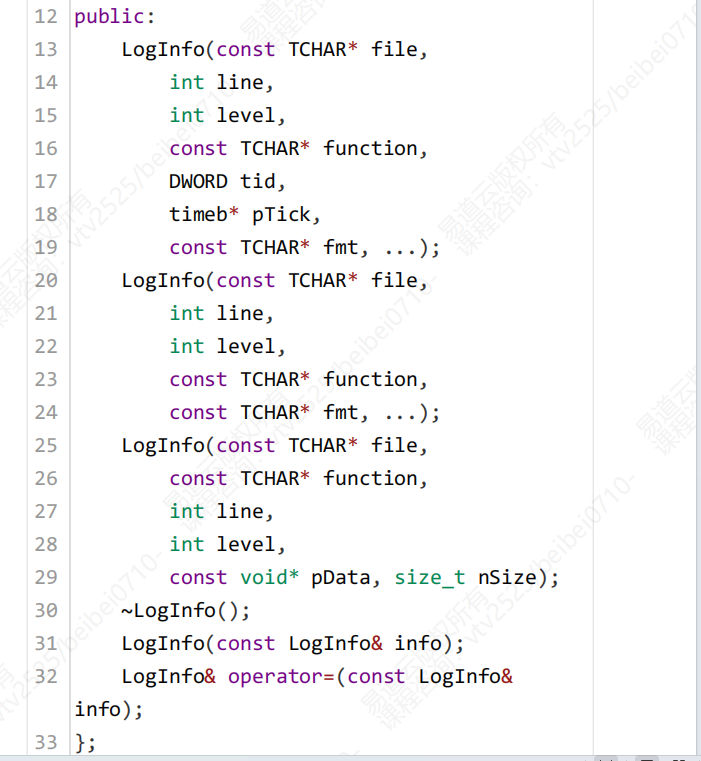 12 public:
13 LogInfo(const TCHAR* file,
14 int line,
15 int level,
16 const TCHAR* function,
17 DWORD tid,
18 timeb* pTick,
19 const TCHAR* fmt, ...);
20 LogInfo(const TCHAR* file,
21 int line,
22 int level,
23 const TCHAR* function,
24 const TCHAR* fmt, ...);
25 LogInfo(const TCHAR* file,
26 const TCHAR* function,
27 int line,
28 int level,
29 const void* pData, size_t nSize);
30 ~LogInfo();
31 LogInfo(const LogInfo& info);
32 LogInfo& operator=(const LogInfo&
info);
33 };
易道云版权所有
课程咨询：vtv2525/beibei0710-